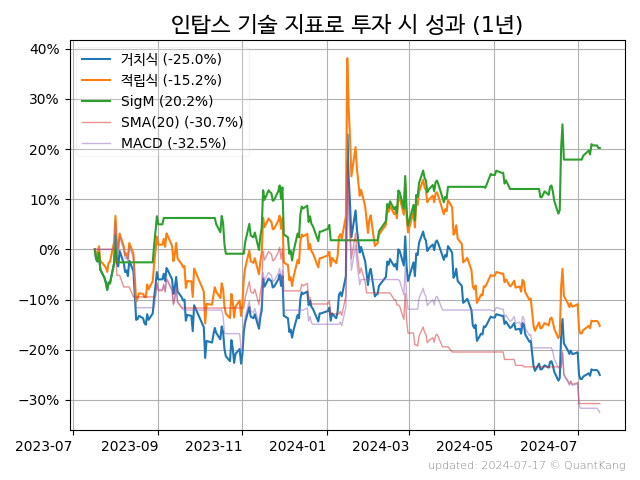 인탑스 기술 지표로 투자 시 성과 (1년)
40%
30%
20%
10%
0%
−10%
−20%
−30%
거치식 (-25.0%)
적립식 (-15.2%)
SigM (20.2%)
SMA(20) (-30.7%)
MACD (-32.5%)
2023-07 2023-09 2023-11 2024-01 2024-03 2024-05 2024-07
updated: 2024-07-17 © QuantKang